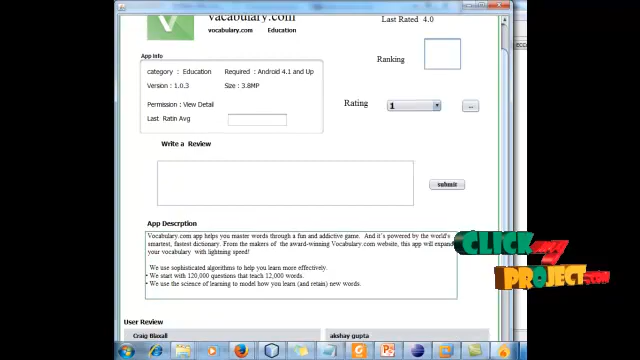 vocabulary.com
Last Rated 4.0
vocabulary.com Education
Ranking
App Info
category : Education Required : Android 4.1 and Up
Version : 1.0.3 Size : 3.8MP
Permission : View Detail
Rating 1 ...
Last Ratin Avg
Write a Review
submit
App Descrption
Vocabulary.com app helps you master words through a fun and addictive game. And it's powered by the world's
smartest, fastest dictionary. From the makers of the award-winning Vocabulary.com website, this app will expand
your vocabulary with lightning speed!
We use sophisticated algorithms to help you learn more effectively.
• We start with 120,000 questions that teach 12,000 words.
• We use the science of learning to model how you learn (and retain) new words.
CLICK my
PROJECT.com
User Review
Craig Blaxall akshay gupta